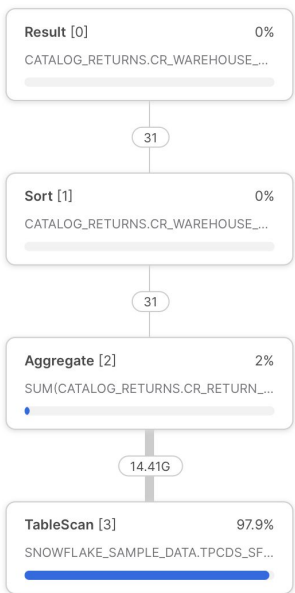 Result [0] 0%
CATALOG_RETURNS.CR_WAREHOUSE_...
31
Sort [1] 0%
CATALOG_RETURNS.CR_WAREHOUSE_...
31
Aggregate [2] 2%
SUM(CATALOG_RETURNS.CR_RETURN_...
14.41G
TableScan [3] 97.9%
SNOWFLAKE_SAMPLE_DATA.TPCDS_SF...